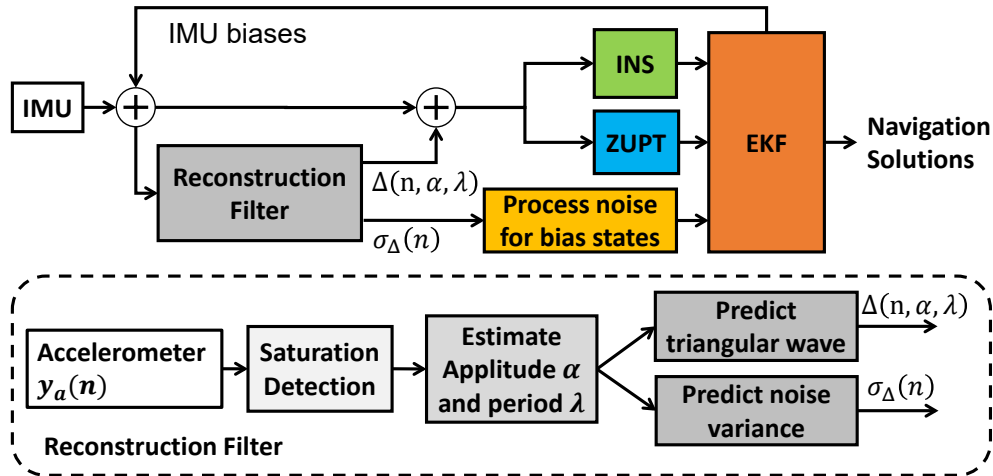 IMU biases
IMU
+
+
INS
ZUPT
EKF
Navigation
Solutions
Reconstruction
Filter
Δ(n, α, λ)
σ_Δ(n)
Process noise
for bias states
Accelerometer
y_a(n)
Saturation
Detection
Estimate
Applitude α
and period λ
Predict
triangular wave
Δ(n, α, λ)
Predict noise
variance
σ_Δ(n)
Reconstruction Filter